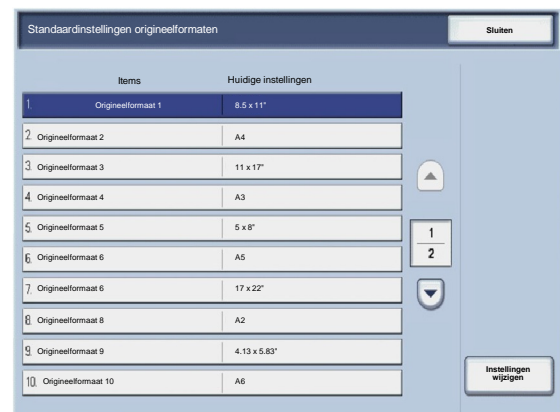 Standaardinstellingen origineelformaten
Sluiten
Items Huidige instellingen
1. Origineelformaat 1 8.5 x 11"
2. Origineelformaat 2 A4
3. Origineelformaat 3 11 x 17"
4. Origineelformaat 4 A3
5. Origineelformaat 5 5 x 8"
6. Origineelformaat 6 A5
7. Origineelformaat 6 17 x 22"
8. Origineelformaat 8 A2
9. Origineelformaat 9 4.13 x 5.83"
10. Origineelformaat 10 A6
1
2
Instellingen
wijzigen